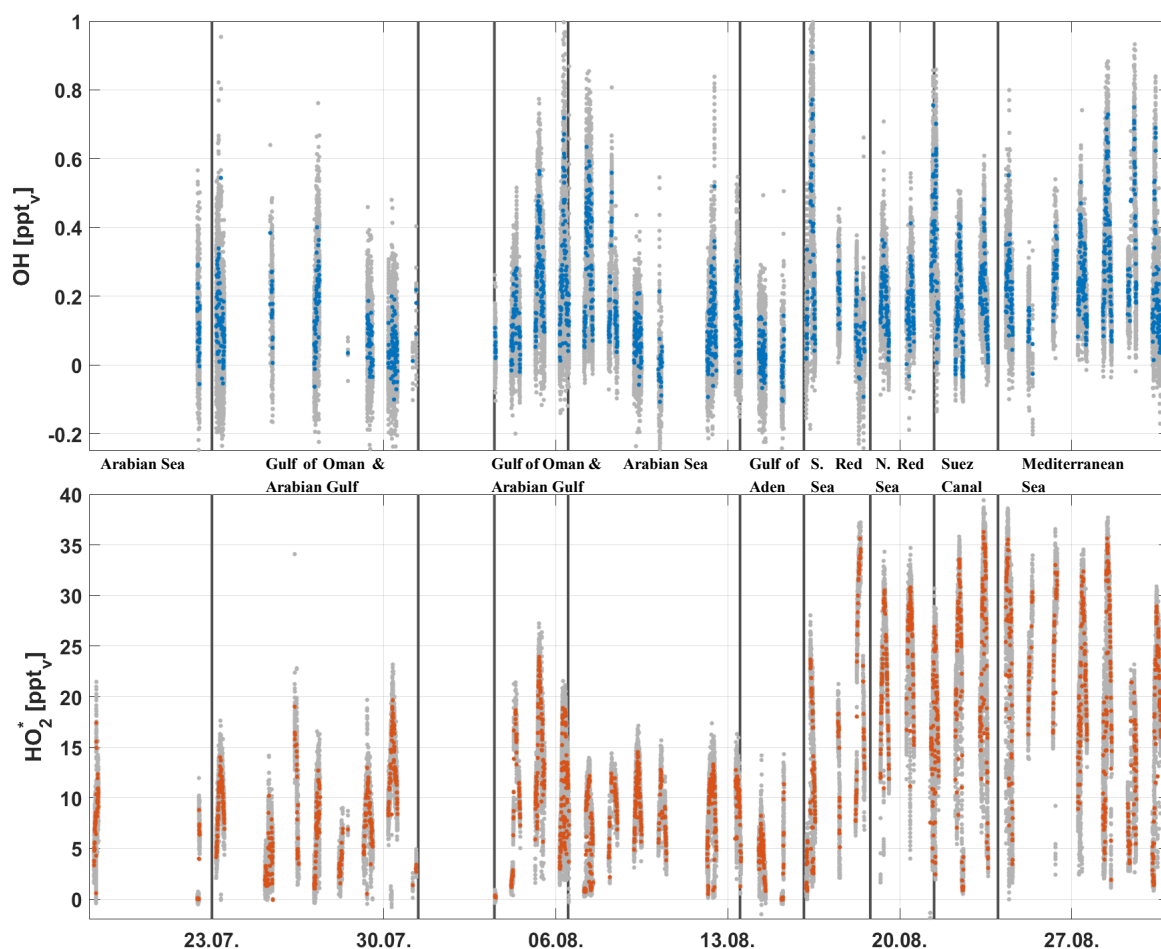 1
0.8
0.6
0.4
0.2
0
-0.2
OH [ppt_v]
Arabian Sea
Gulf of Oman &
Arabian Gulf
Gulf of Oman &
Arabian Gulf
Arabian Sea
Gulf of
Aden
S. Red
Sea
N. Red
Sea
Suez
Canal
Mediterranean
Sea
40
35
30
25
20
15
10
5
0
HO₂* [ppt_v]
23.07.
30.07.
06.08.
13.08.
20.08.
27.08.